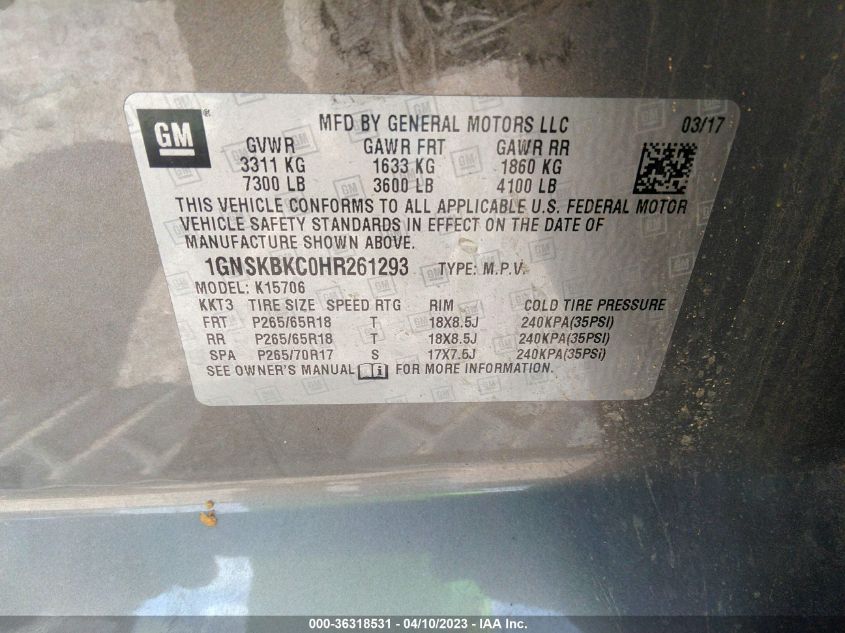 GM
MFD BY GENERAL MOTORS LLC 03/17
GVWR GAWR FRT GAWR RR
3311 KG 1633 KG 1860 KG
7300 LB 3600 LB 4100 LB
THIS VEHICLE CONFORMS TO ALL APPLICABLE U.S. FEDERAL MOTOR
VEHICLE SAFETY STANDARDS IN EFFECT ON THE DATE OF
MANUFACTURE SHOWN ABOVE.
1GNSKBKC0HR261293 TYPE: M.P.V.
MODEL: K15706
KKT3 TIRE SIZE SPEED RTG RIM COLD TIRE PRESSURE
FRT P265/65R18 T 18X8.5J 240KPA(35PSI)
RR P265/65R18 T 18X8.5J 240KPA(35PSI)
SPA P265/70R17 S 17X7.5J 240KPA(35PSI)
SEE OWNER'S MANUAL FOR MORE INFORMATION.
000-36318531 - 04/10/2023 - IAA Inc.